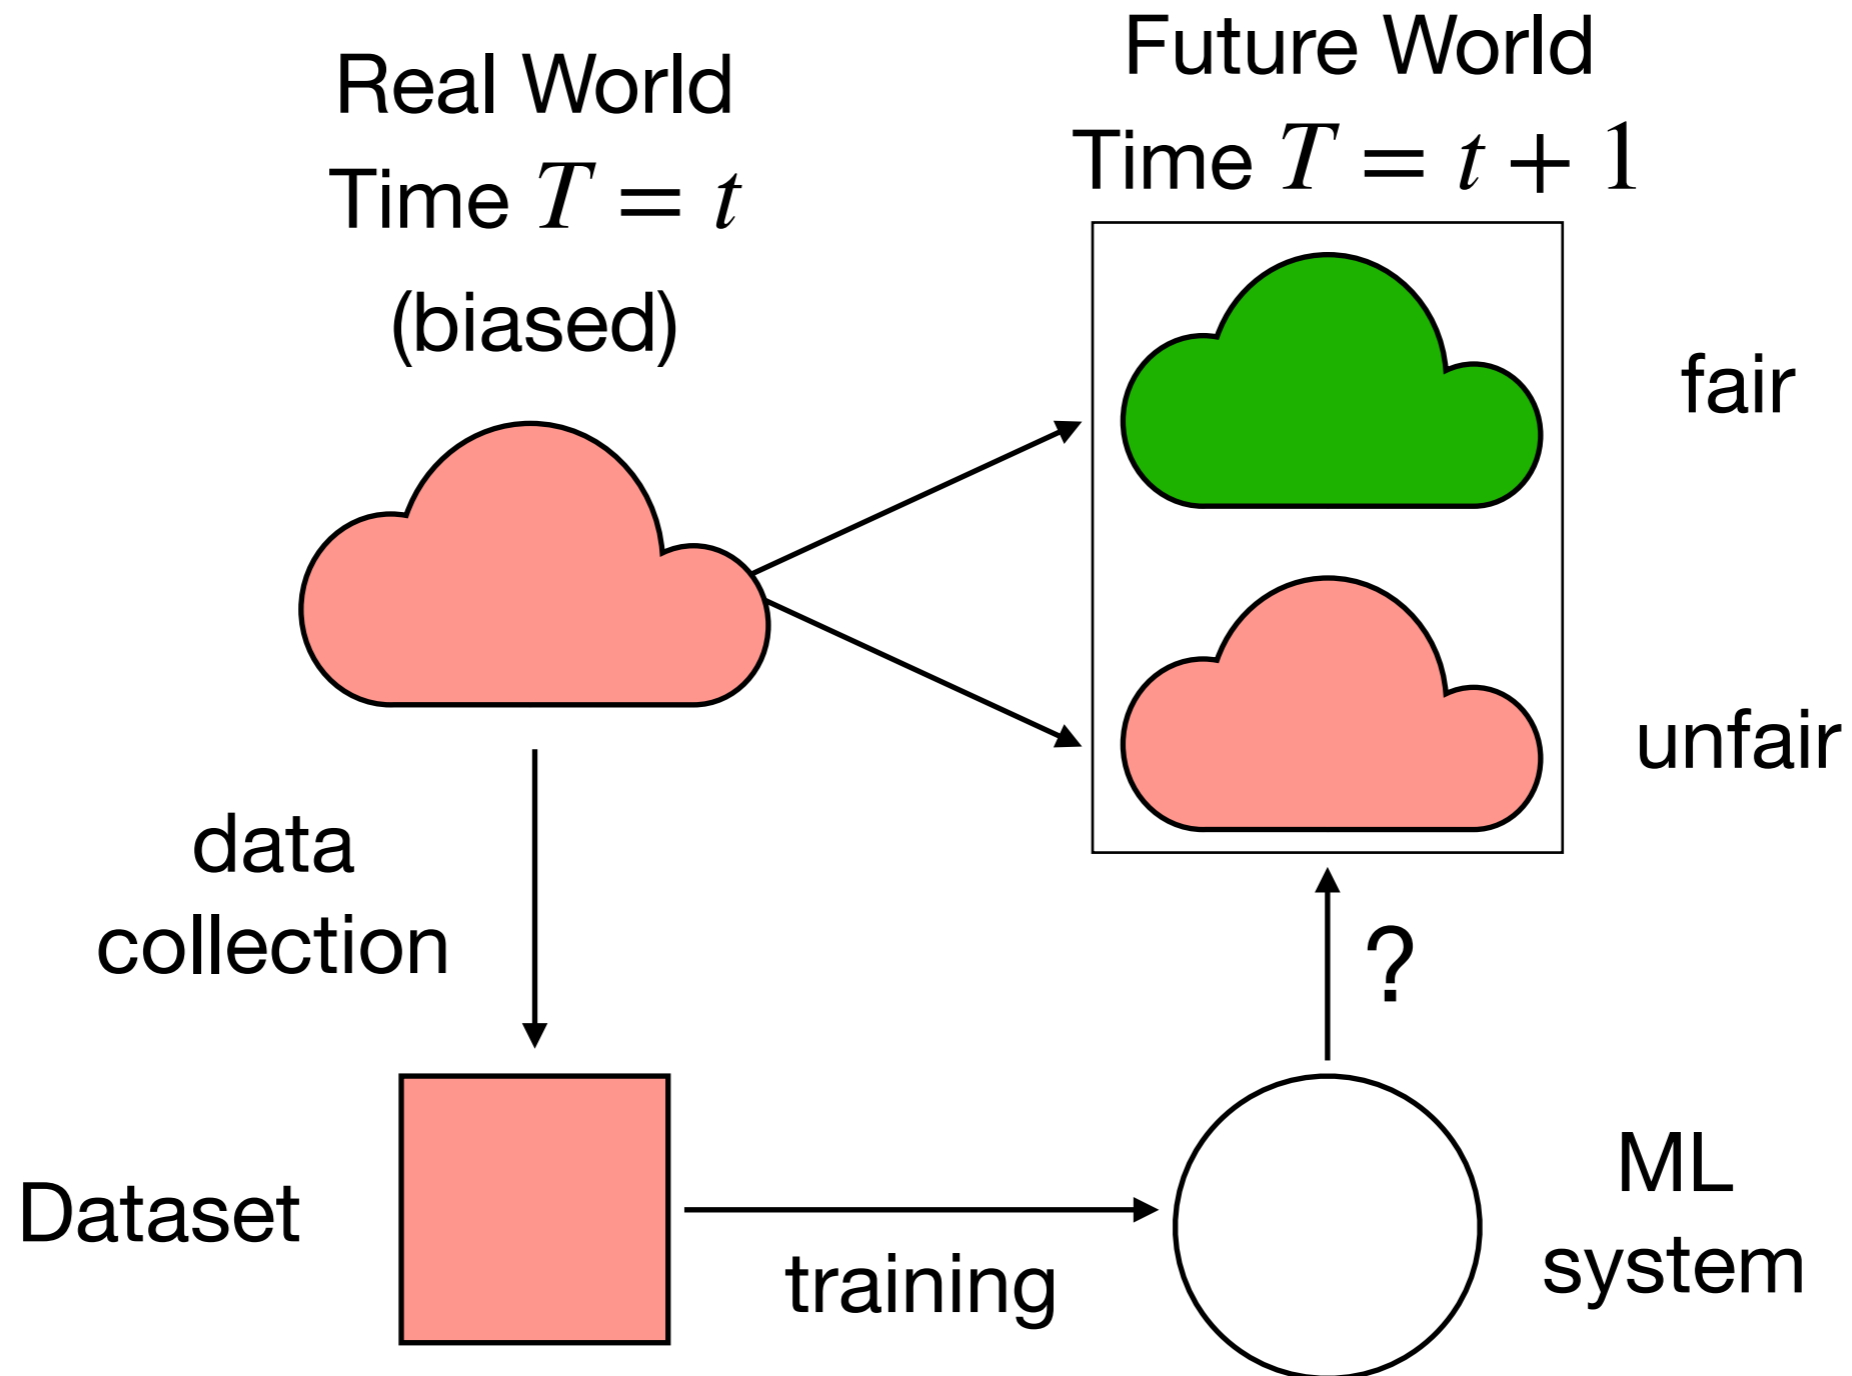 Real World
Time T = t
(biased)
Future World
Time T = t + 1
fair
unfair
data
collection
?
Dataset
training
ML
system